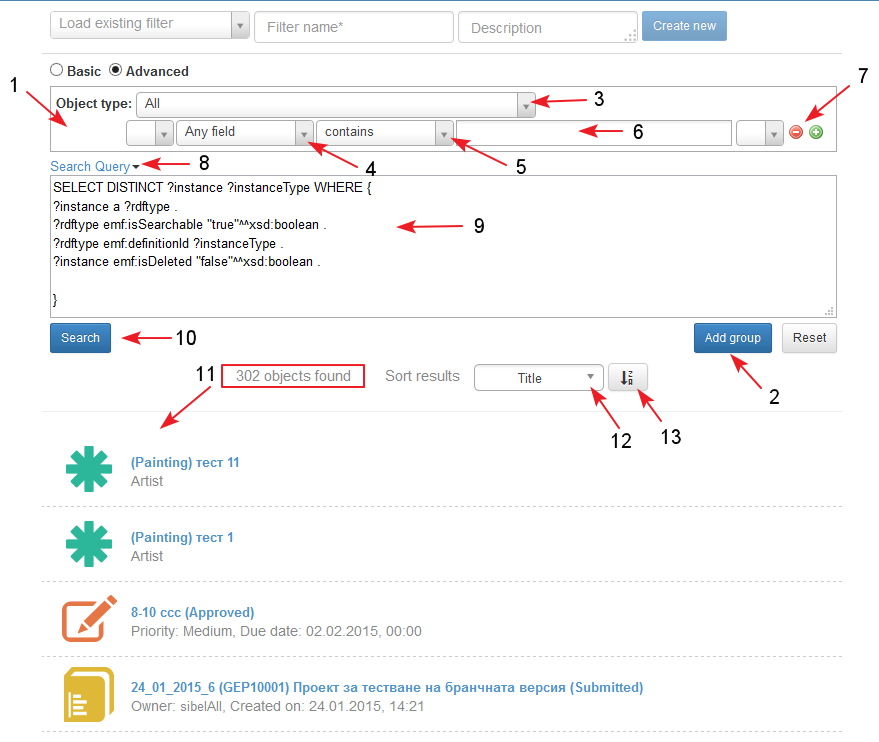 Load existing filter Filter name* Description Create new
Basic Advanced
1 7
Object type: All 3
Any field contains 6
4 5
Search Query 8
SELECT DISTINCT ?instance ?instanceType WHERE {
?instance a ?rdftype .
?rdftype emf:isSearchable "true"^^xsd:boolean .
9
?rdftype emf:definitionId ?instanceType .
?instance emf:isDeleted "false"^^xsd:boolean .
}
Search 10 Add group Reset
11 302 objects found Sort results Title
2
12 13
(Painting) тест 11
Artist
(Painting) тест 1
Artist
8-10 ссс (Approved)
Priority: Medium, Due date: 02.02.2015, 00:00
24_01_2015_6 (GEP10001) Проект за тестване на бранчната версия (Submitted)
Owner: sibelAll, Created on: 24.01.2015, 14:21